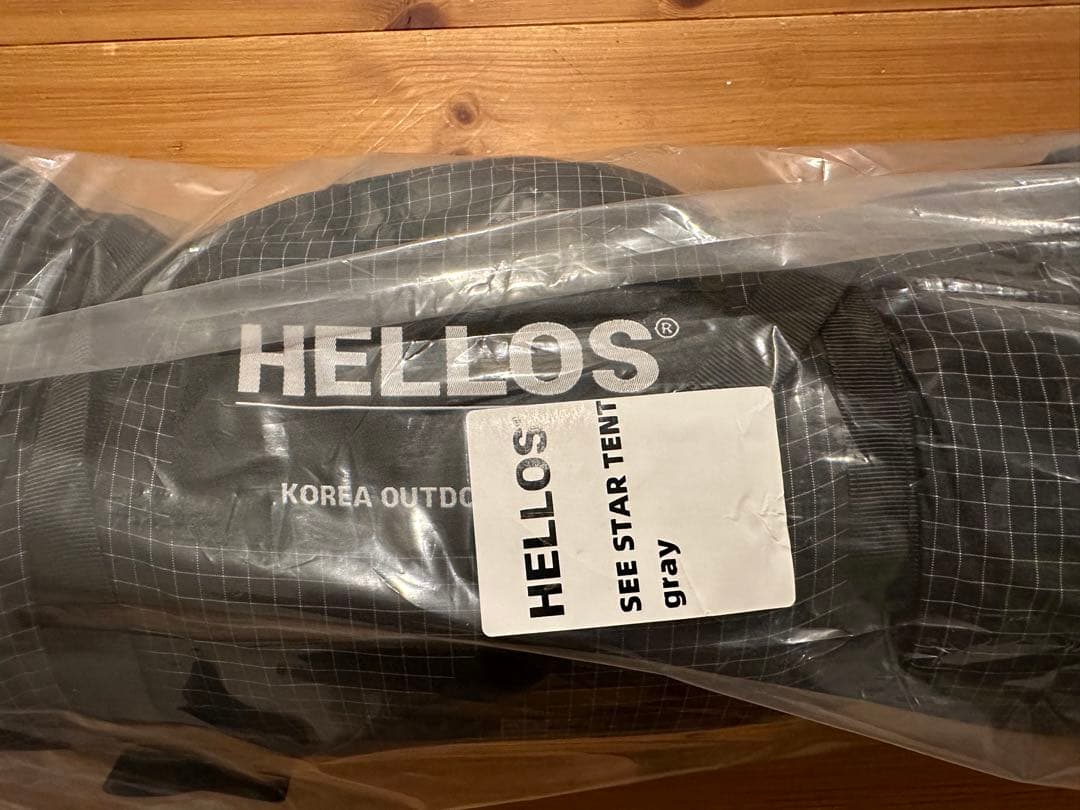 HELLOS®
KOREA OUTDO
HELLOS
SEE STAR TENT
gray